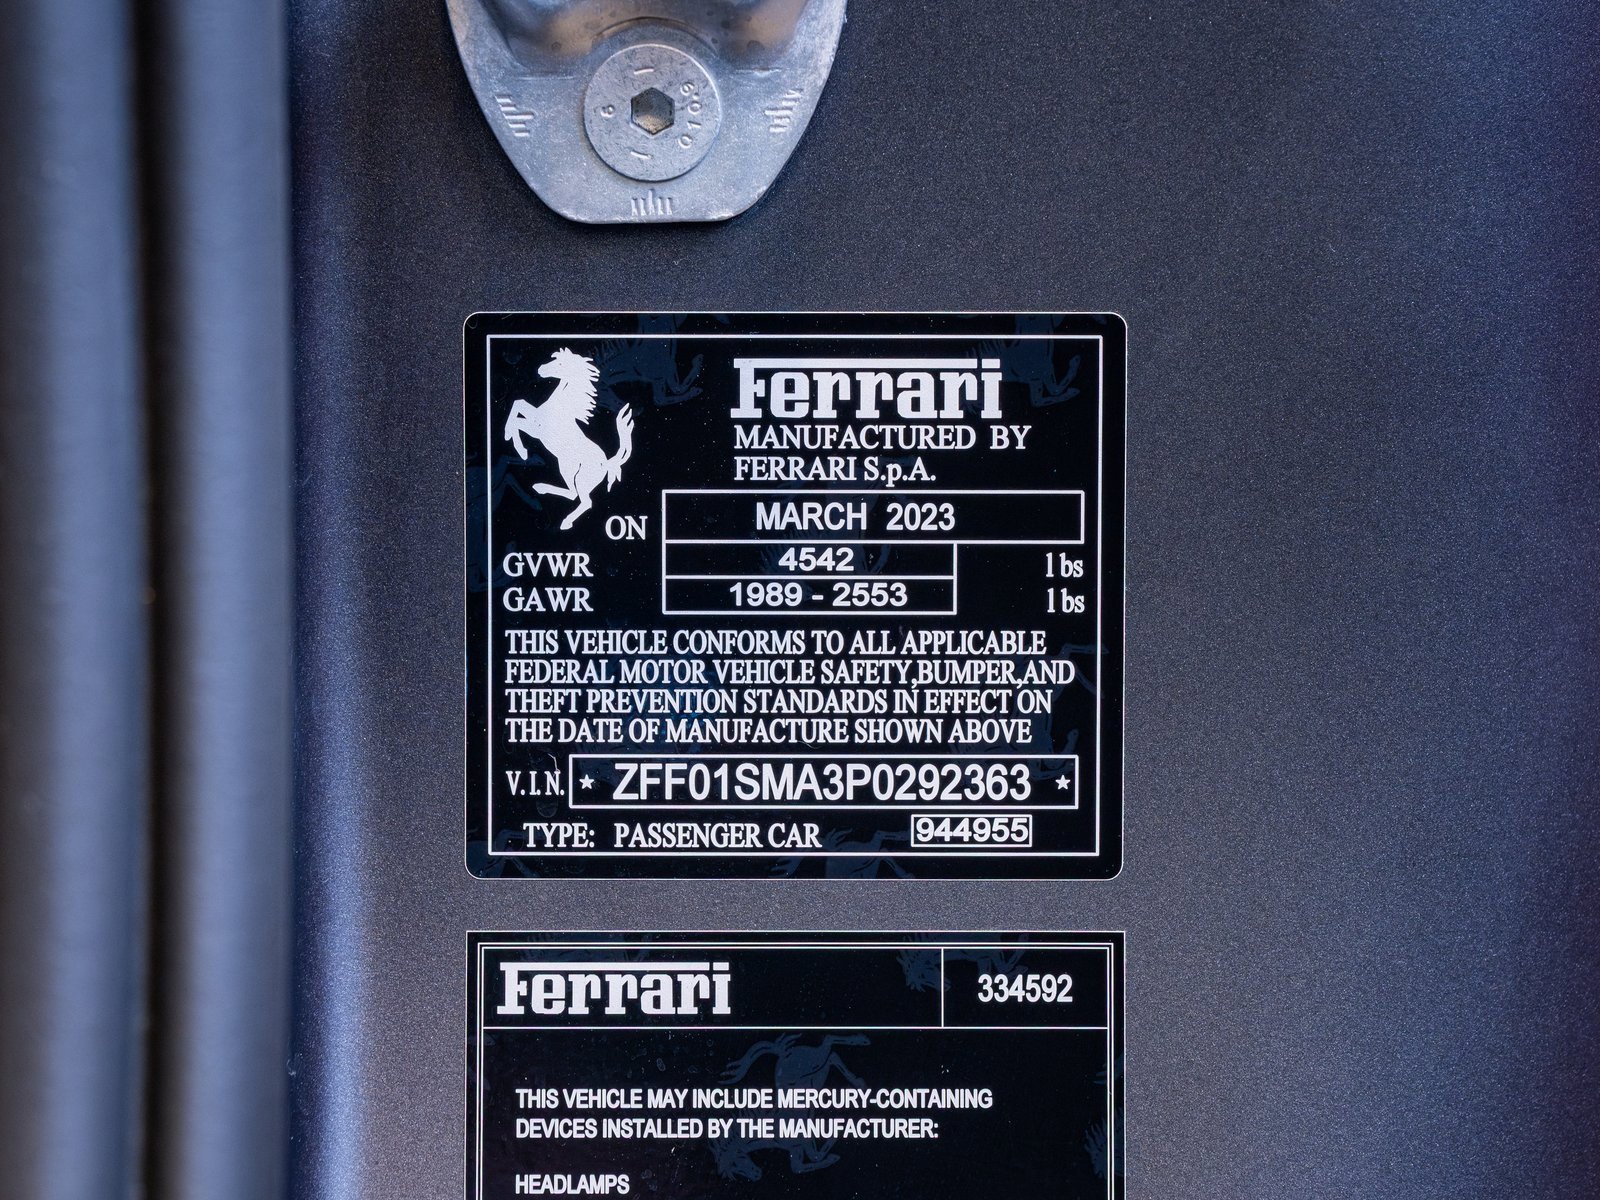 6010
9
Ferrari
MANUFACTURED BY
FERRARI S.p.A.
ON MARCH 2023
GVWR 4542 lbs
GAWR 1989 - 2553 lbs
THIS VEHICLE CONFORMS TO ALL APPLICABLE
FEDERAL MOTOR VEHICLE SAFETY,BUMPER,AND
THEFT PREVENTION STANDARDS IN EFFECT ON
THE DATE OF MANUFACTURE SHOWN ABOVE
V.I.N. ★ ZFF01SMA3P0292363 ★
TYPE: PASSENGER CAR 944955
Ferrari 334592
THIS VEHICLE MAY INCLUDE MERCURY-CONTAINING
DEVICES INSTALLED BY THE MANUFACTURER:
HEADLAMPS